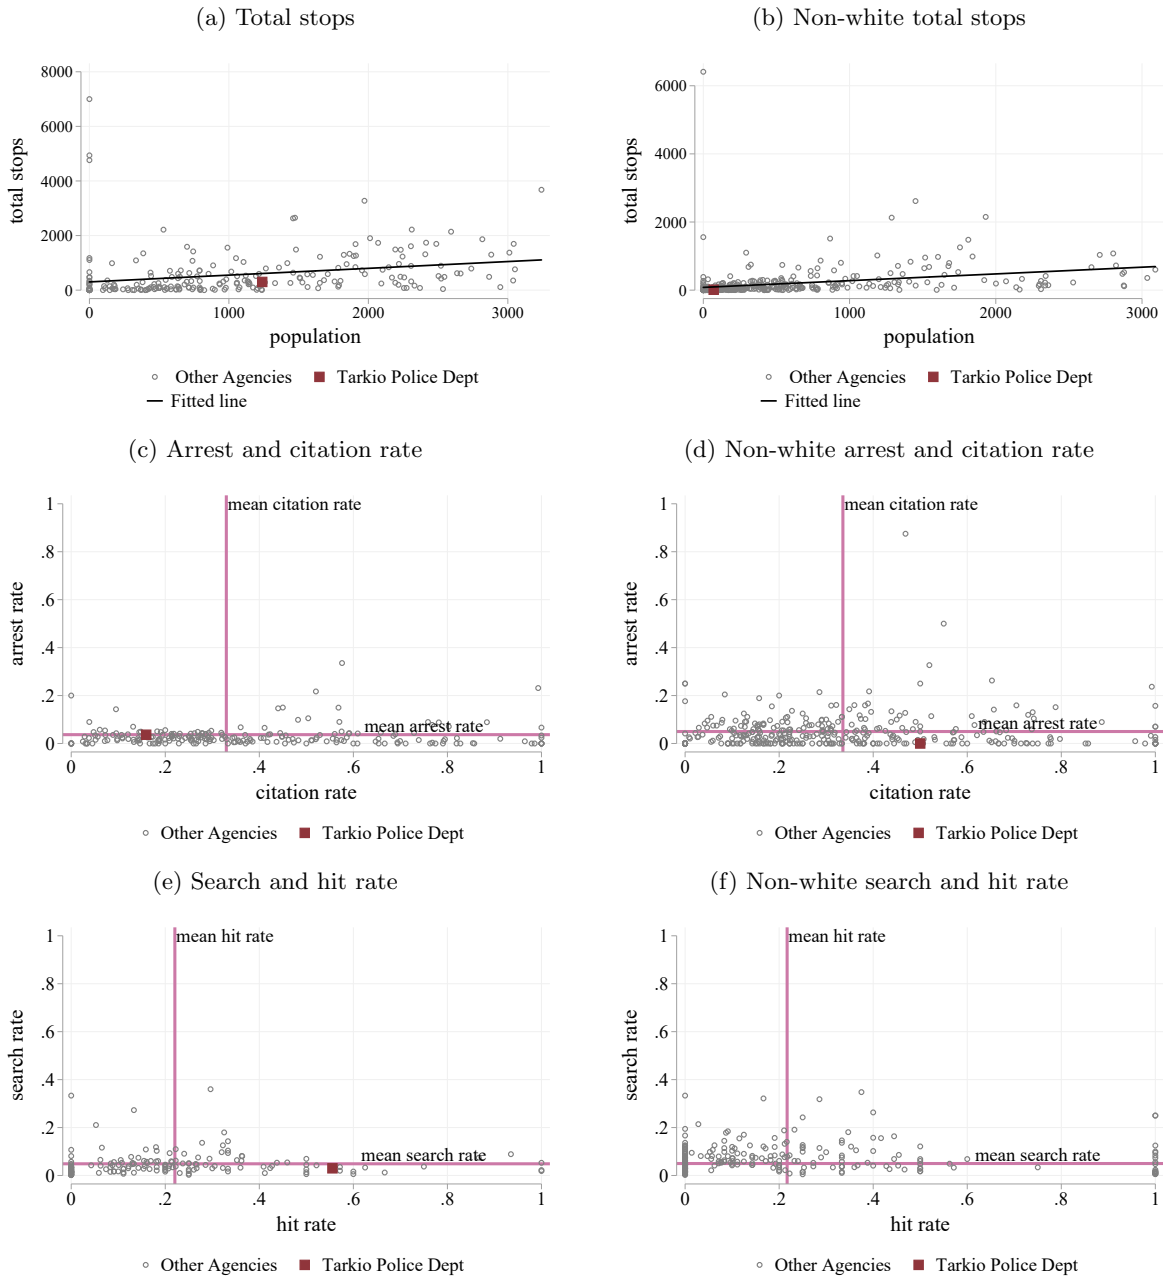 (a) Total stops
(b) Non-white total stops
total stops
8000
6000
4000
2000
0
0 1000 2000 3000
population
Other Agencies Tarkio Police Dept
Fitted line
total stops
6000
4000
2000
0
0 1000 2000 3000
population
Other Agencies Tarkio Police Dept
Fitted line
(c) Arrest and citation rate
(d) Non-white arrest and citation rate
arrest rate
1
.8
.6
.4
.2
0
mean citation rate
mean arrest rate
0 .2 .4 .6 .8 1
citation rate
Other Agencies Tarkio Police Dept
arrest rate
1
.8
.6
.4
.2
0
mean citation rate
mean arrest rate
0 .2 .4 .6 .8 1
citation rate
Other Agencies Tarkio Police Dept
(e) Search and hit rate
(f) Non-white search and hit rate
search rate
1
.8
.6
.4
.2
0
mean hit rate
mean search rate
0 .2 .4 .6 .8 1
hit rate
Other Agencies Tarkio Police Dept
search rate
1
.8
.6
.4
.2
0
mean hit rate
mean search rate
0 .2 .4 .6 .8 1
hit rate
Other Agencies Tarkio Police Dept